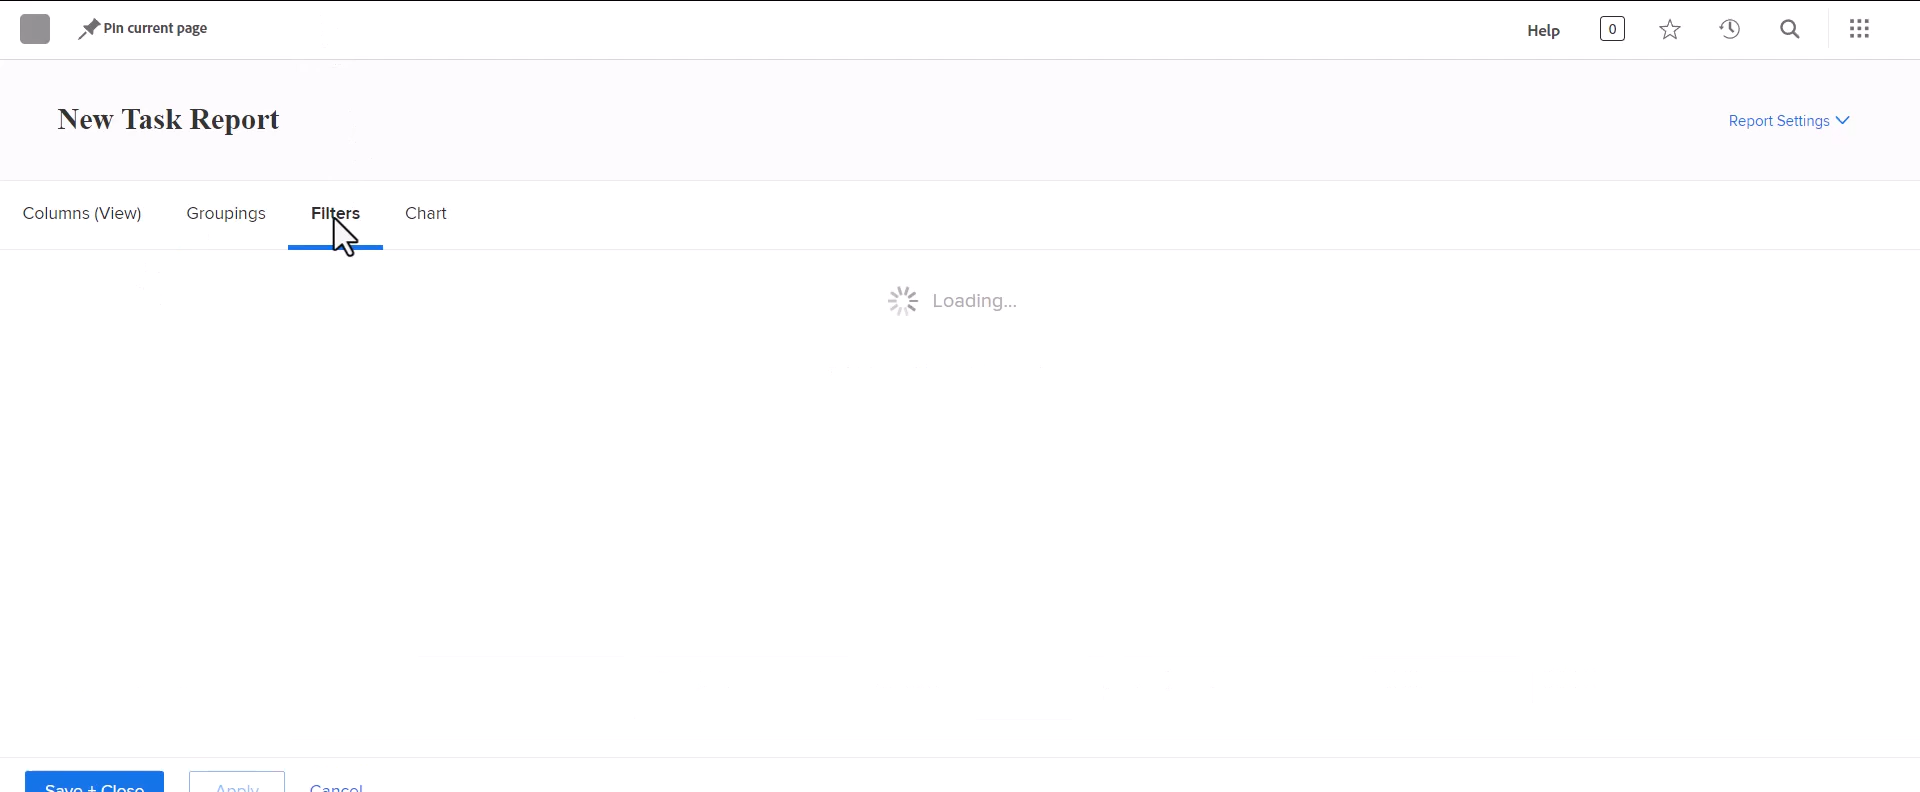 Pin current page
Help
0
New Task Report
Report Settings
Columns (View)
Groupings
Filters
Chart
Loading...
Save + Close
Apply
Cancel